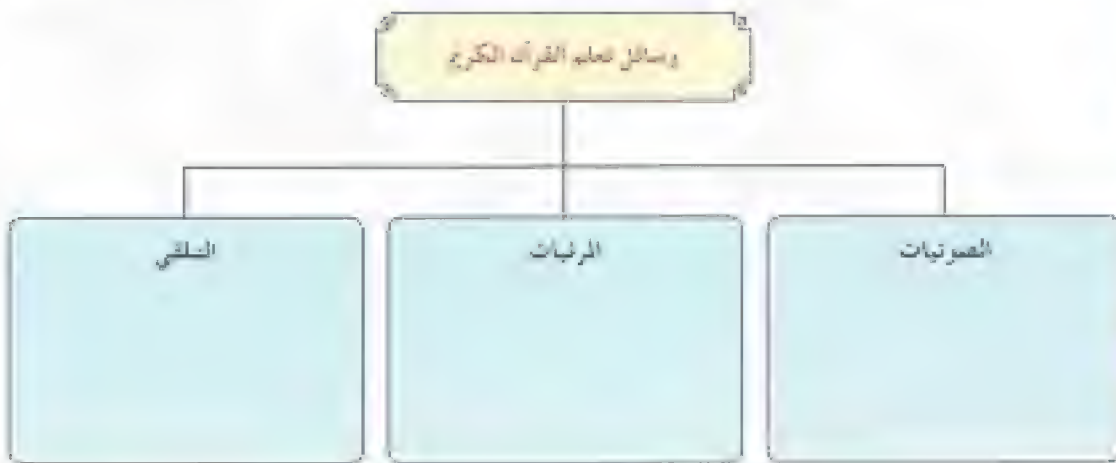 وسائل تعلم القرآن الكريم
الصوتيات
المرئيات
التلقي